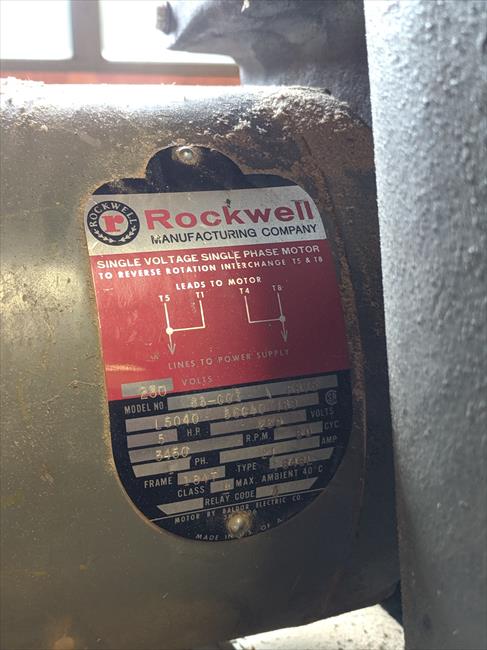 ROCKWELL
r
Rockwell
MANUFACTURING COMPANY
SINGLE VOLTAGE SINGLE PHASE MOTOR
TO REVERSE ROTATION INTERCHANGE T5 & T8
LEADS TO MOTOR
T5 T1 T4 T8
LINES TO POWER SUPPLY
230 VOLTS
MODEL NO
VOLTS
5 H.P. CYC
3450 R.P.M. AMP
PH. TYPE
FRAME 184T MAX. AMBIENT 40°C
CLASS
RELAY CODE
MOTOR BY BALDOR ELECTRIC CO.
MADE IN U.S. OF